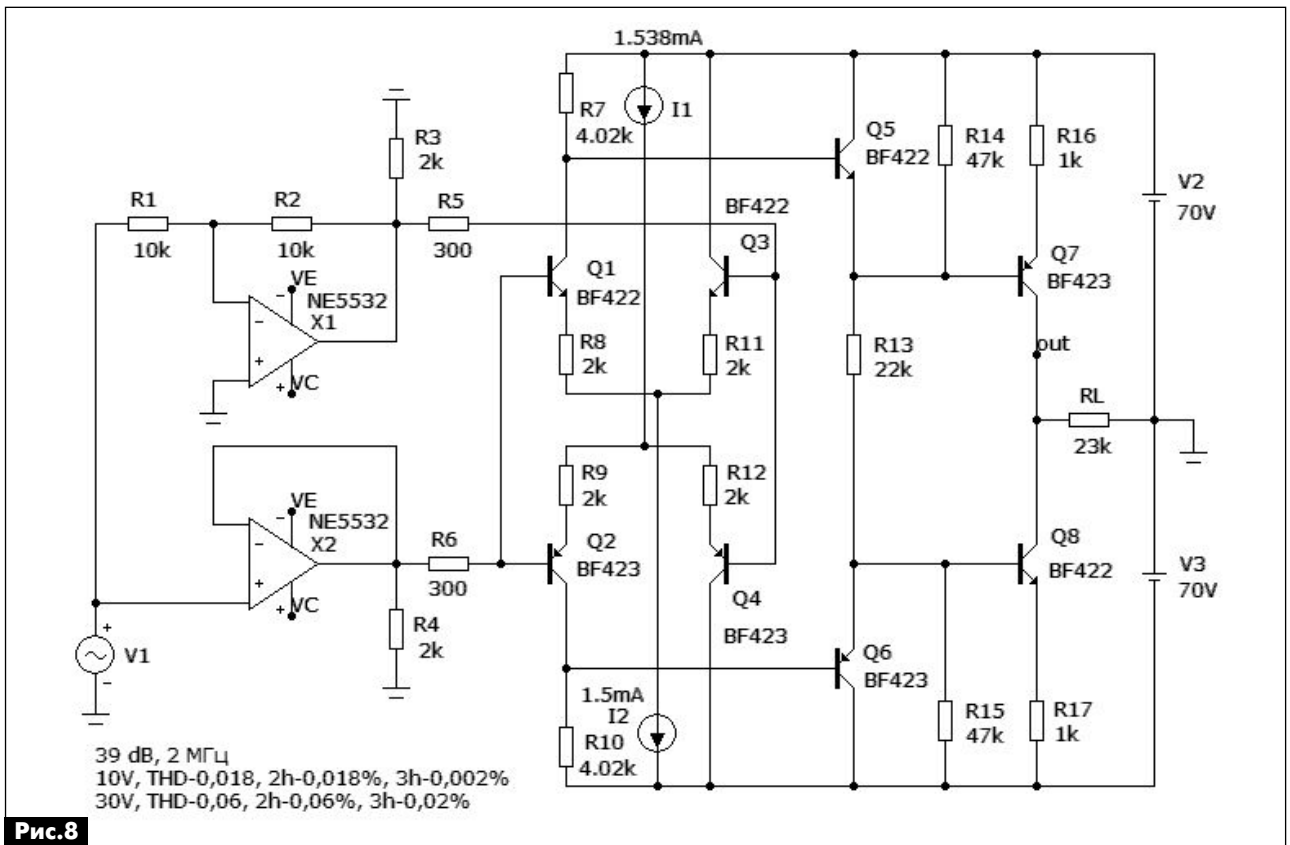 1.538mA
R7
4.02k
I1
Q5
BF422
R14
47k
R16
1k
V2
70V
R3
2k
R1
10k
R2
10k
R5
300
BF422
Q3
Q7
BF423
VE
-
NE5532
X1
-
+
+
VC
Q1
BF422
R8
2k
R11
2k
R13
22k
out
RL
23k
R9
2k
R12
2k
VE
-
NE5532
X2
-
+
+
VC
R6
300
Q2
BF423
Q4
BF423
Q8
BF422
V3
70V
R4
2k
+
V1
-
Q6
BF423
1.5mA
I2
R10
4.02k
R15
47k
R17
1k
39 dB, 2 МГц
10V, THD-0,018, 2h-0,018%, 3h-0,002%
30V, THD-0,06, 2h-0,06%, 3h-0,02%
Рис.8